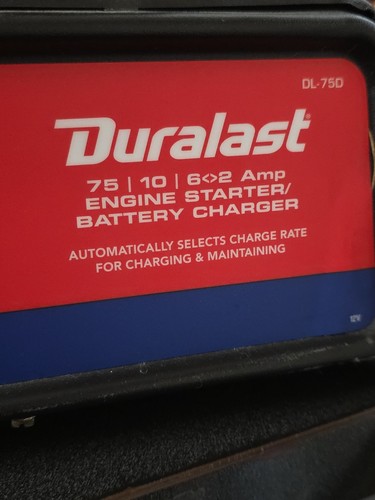 DL-75D
Duralast
75 | 10 | 6<>2 Amp
ENGINE STARTER/
BATTERY CHARGER
AUTOMATICALLY SELECTS CHARGE RATE
FOR CHARGING & MAINTAINING
12V